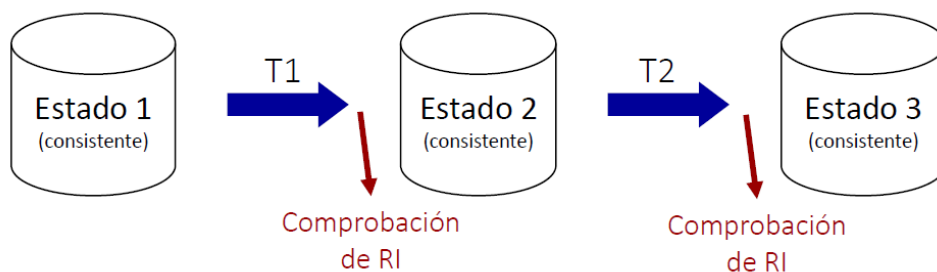 Estado 1
(consistente)
T1
Estado 2
(consistente)
T2
Estado 3
(consistente)
Comprobación
de RI
Comprobación
de RI